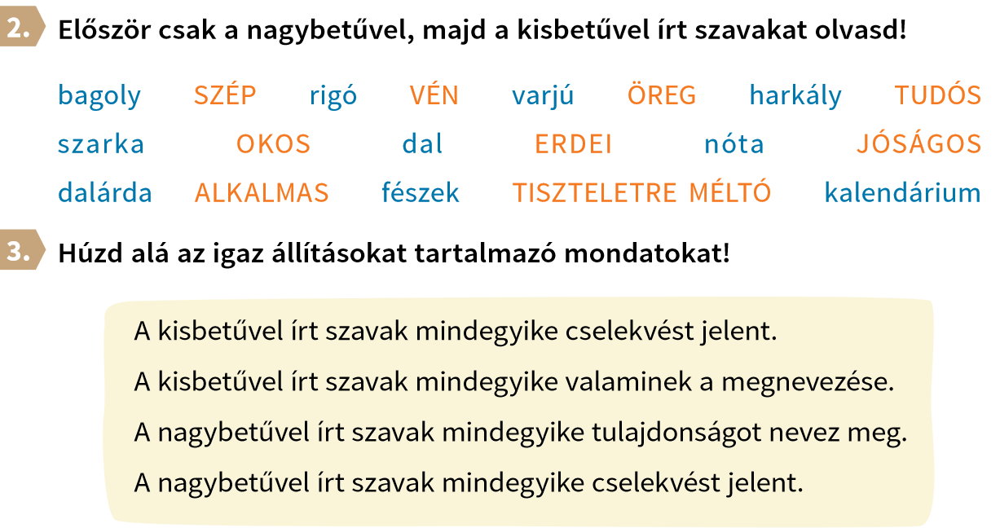 2. Először csak a nagybetűvel, majd a kisbetűvel írt szavakat olvasd!
bagoly SZÉP rigó VÉN varjú ÖREG harkály TUDÓS
szarka OKOS dal ERDEI nóta JÓSÁGOS
dalárda ALKALMAS fészek TISZTELETRE MÉLTÓ kalendárium
3. Húzd alá az igaz állításokat tartalmazó mondatokat!
A kisbetűvel írt szavak mindegyike cselekvést jelent.
A kisbetűvel írt szavak mindegyike valaminek a megnevezése.
A nagybetűvel írt szavak mindegyike tulajdonságot nevez meg.
A nagybetűvel írt szavak mindegyike cselekvést jelent.